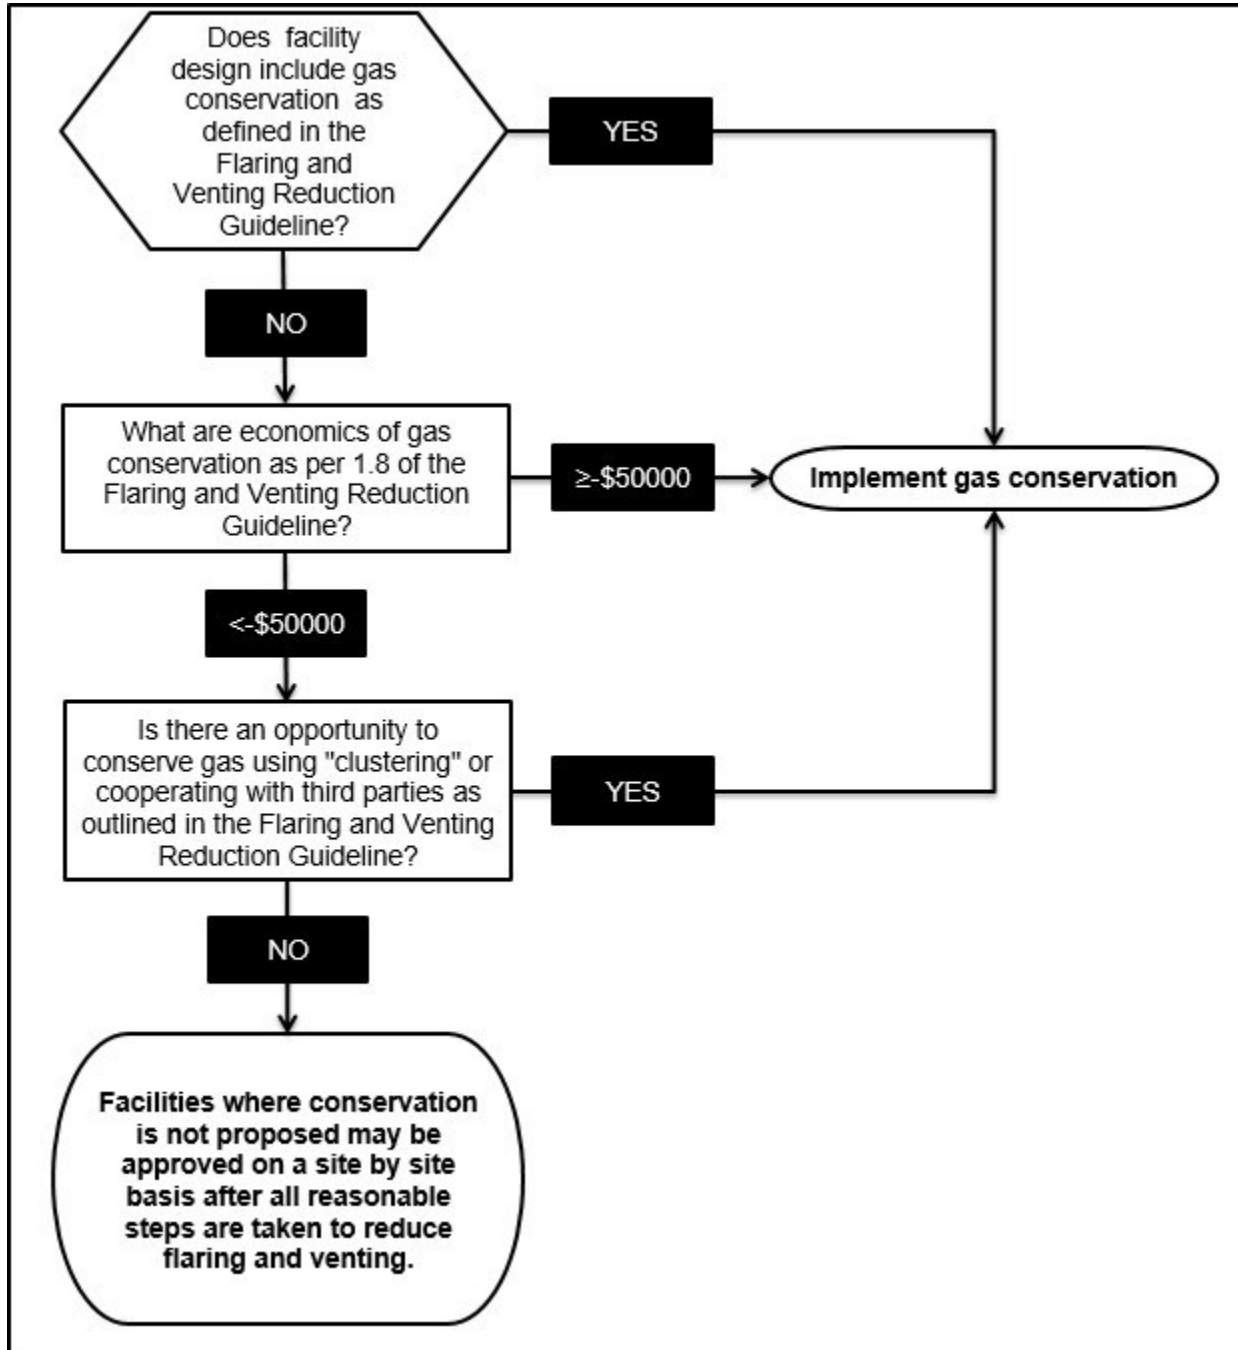 Does facility
design include gas
conservation as
defined in the
Flaring and
Venting Reduction
Guideline?
YES
NO
What are economics of gas
conservation as per 1.8 of the
Flaring and Venting Reduction
Guideline?
≥-$50000
Implement gas conservation
<-$50000
Is there an opportunity to
conserve gas using "clustering" or
cooperating with third parties as
outlined in the Flaring and Venting
Reduction Guideline?
YES
NO
Facilities where conservation
is not proposed may be
approved on a site by site
basis after all reasonable
steps are taken to reduce
flaring and venting.